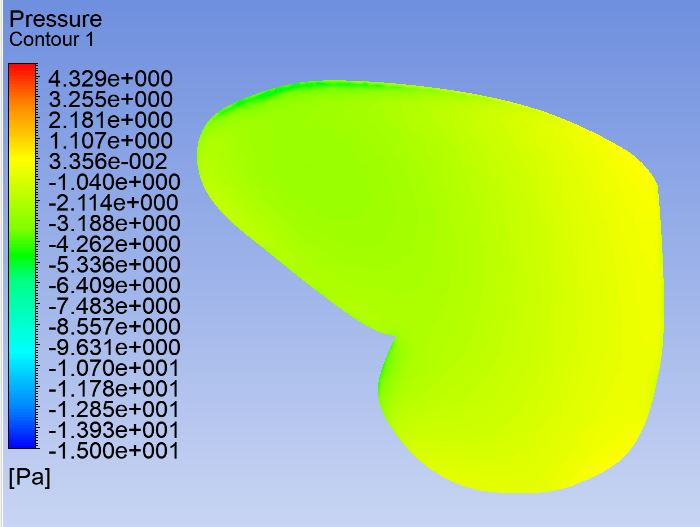 Pressure
Contour 1
4.329e+000
3.255e+000
2.181e+000
1.107e+000
3.356e-002
-1.040e+000
-2.114e+000
-3.188e+000
-4.262e+000
-5.336e+000
-6.409e+000
-7.483e+000
-8.557e+000
-9.631e+000
-1.070e+001
-1.178e+001
-1.285e+001
-1.393e+001
-1.500e+001
[Pa]